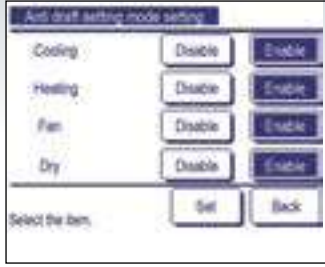 Anti draft setting mode setting
Cooling Disable Enable
Heating Disable Enable
Fan Disable Enable
Dry Disable Enable
Set Back
Select the item.